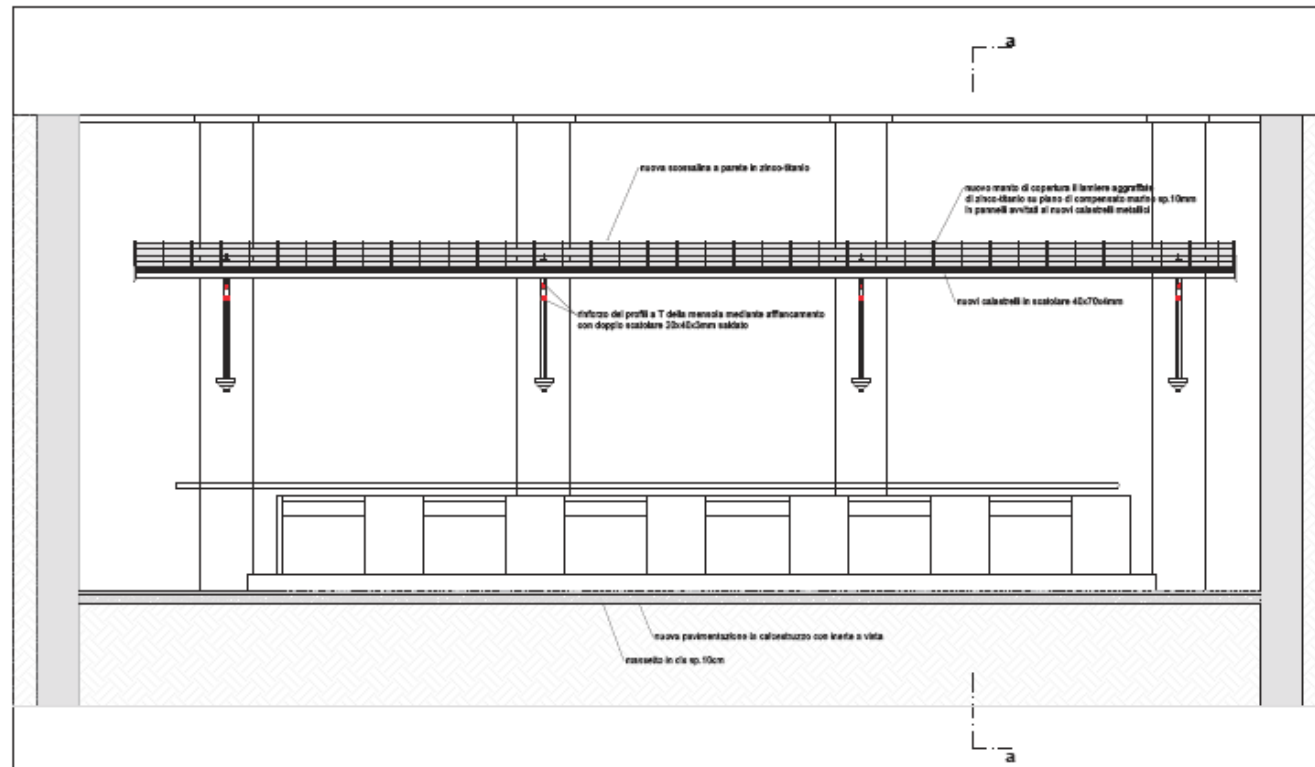 a
nuova scossalina a parete in zinco-titanio
nuovo manto di copertura il lamiere aggraffate
di zinco-titanio su piano di compensato marino sp.10mm
in pannelli avvitati ai nuovi calastrelli metallici
nuovi calastrelli in scatolare 40x70x4mm
rinforzo dei profili a T della mensola mediante affiancamento
con doppio scatolare 30x40x3mm saldato
nuova pavimentazione in calcestruzzo con inerte a vista
massetto in cls sp.10cm
a